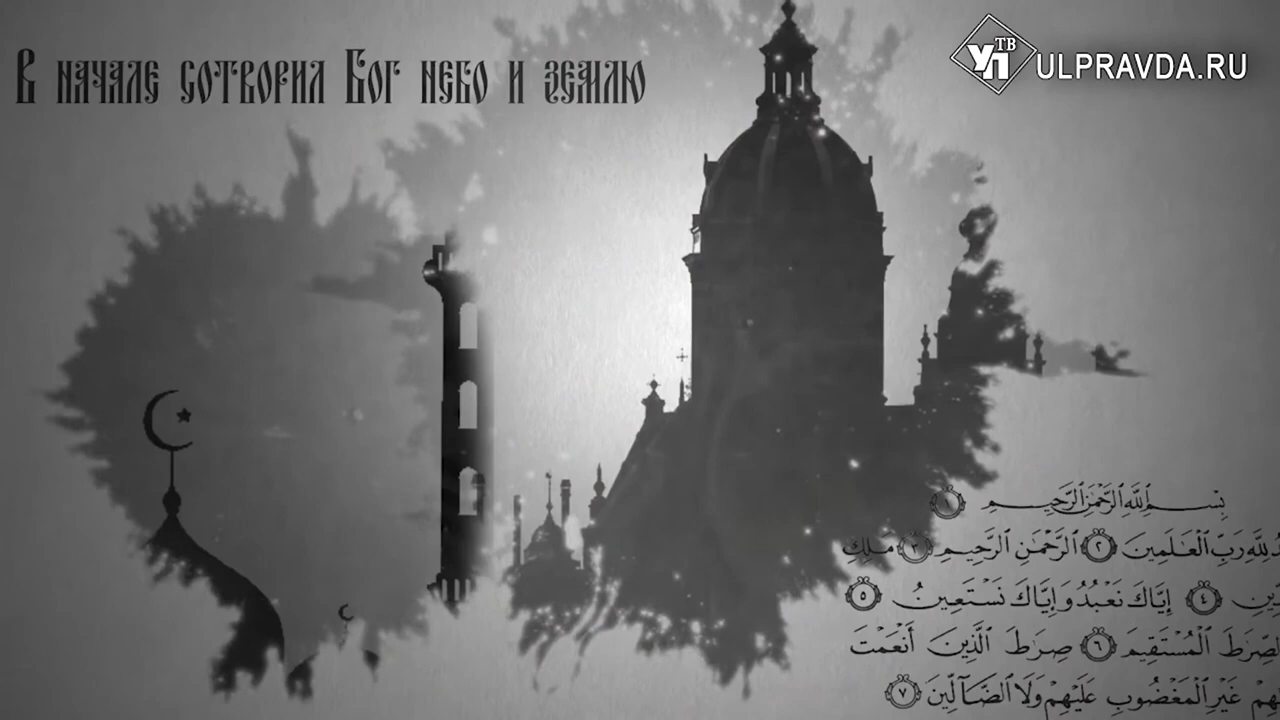 В начале сотворил Бог небо и землю
УП ТВ ULPRAVDA.RU
بِسْمِ ٱللَّهِ ٱلرَّحْمَٰنِ ٱلرَّحِيمِ ١
لِلَّهِ رَبِّ ٱلْعَٰلَمِينَ ٢ ٱلرَّحْمَٰنِ ٱلرَّحِيمِ ٣ مَٰلِكِ
٤ إِيَّاكَ نَعْبُدُ وَإِيَّاكَ نَسْتَعِينُ ٥
ٱلصِّرَٰطَ ٱلْمُسْتَقِيمَ ٦ صِرَٰطَ ٱلَّذِينَ أَنْعَمْتَ
غَيْرِ ٱلْمَغْضُوبِ عَلَيْهِمْ وَلَا ٱلضَّآلِّينَ ٧